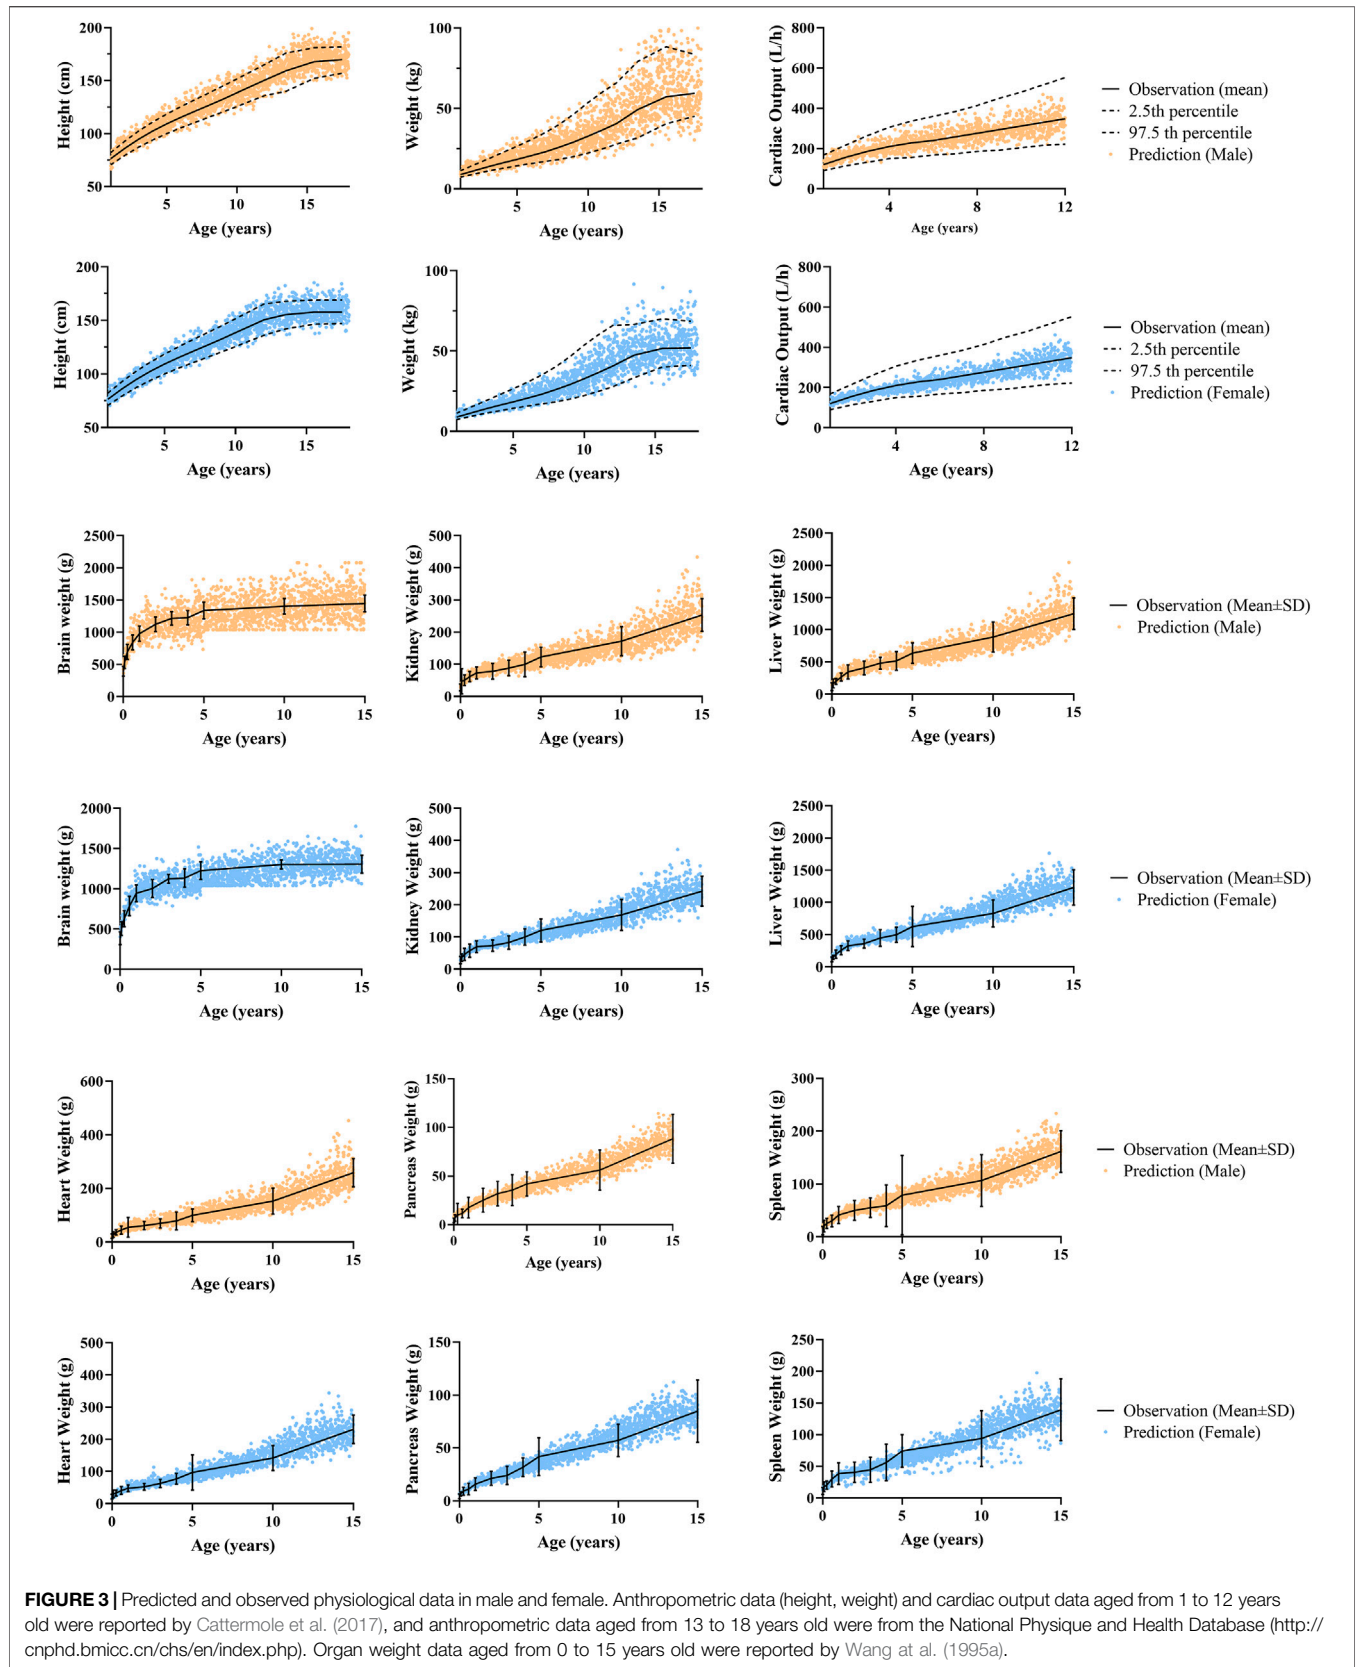 Height (cm)
200
150
100
50
5
10
15
Age (years)
Weight (kg)
100
50
0
5
10
15
Age (years)
Cardiac Output (L/h)
800
600
400
200
0
4
8
12
Age (years)
Observation (mean)
2.5th percentile
97.5 th percentile
Prediction (Male)
Height (cm)
200
150
100
50
5
10
15
Age (years)
Weight (kg)
100
50
0
5
10
15
Age (years)
Cardiac Output (L/h)
800
600
400
200
0
4
8
12
Age (years)
Observation (mean)
2.5th percentile
97.5 th percentile
Prediction (Female)
Brain weight (g)
2500
2000
1500
1000
500
0
0
5
10
15
Age (years)
Kidney Weight (g)
500
400
300
200
100
0
0
5
10
15
Age (years)
Liver Weight (g)
2500
2000
1500
1000
500
0
0
5
10
15
Age (years)
Observation (Mean±SD)
Prediction (Male)
Brain weight (g)
2000
1500
1000
500
0
0
5
10
15
Age (years)
Kidney Weight (g)
500
400
300
200
100
0
0
5
10
15
Age (years)
Liver Weight (g)
2500
2000
1500
1000
500
0
0
5
10
15
Age (years)
Observation (Mean±SD)
Prediction (Female)
Heart Weight (g)
600
400
200
0
0
5
10
15
Age (years)
Pancreas Weight (g)
150
100
50
0
0
5
10
15
Age (years)
Spleen Weight (g)
300
200
150
100
50
0
0
5
10
15
Age (years)
Observation (Mean±SD)
Prediction (Male)
Heart Weight (g)
500
400
300
200
100
0
0
5
10
15
Age (years)
Pancreas Weight (g)
150
100
50
0
0
5
10
15
Age (years)
Spleen Weight (g)
250
200
150
100
50
0
0
5
10
15
Age (years)
Observation (Mean±SD)
Prediction (Female)
FIGURE 3 | Predicted and observed physiological data in male and female. Anthropometric data (height, weight) and cardiac output data aged from 1 to 12 years
old were reported by Cattermole et al. (2017), and anthropometric data aged from 13 to 18 years old were from the National Physique and Health Database (http://
cnphd.bmicc.cn/chs/en/index.php). Organ weight data aged from 0 to 15 years old were reported by Wang at al. (1995a).